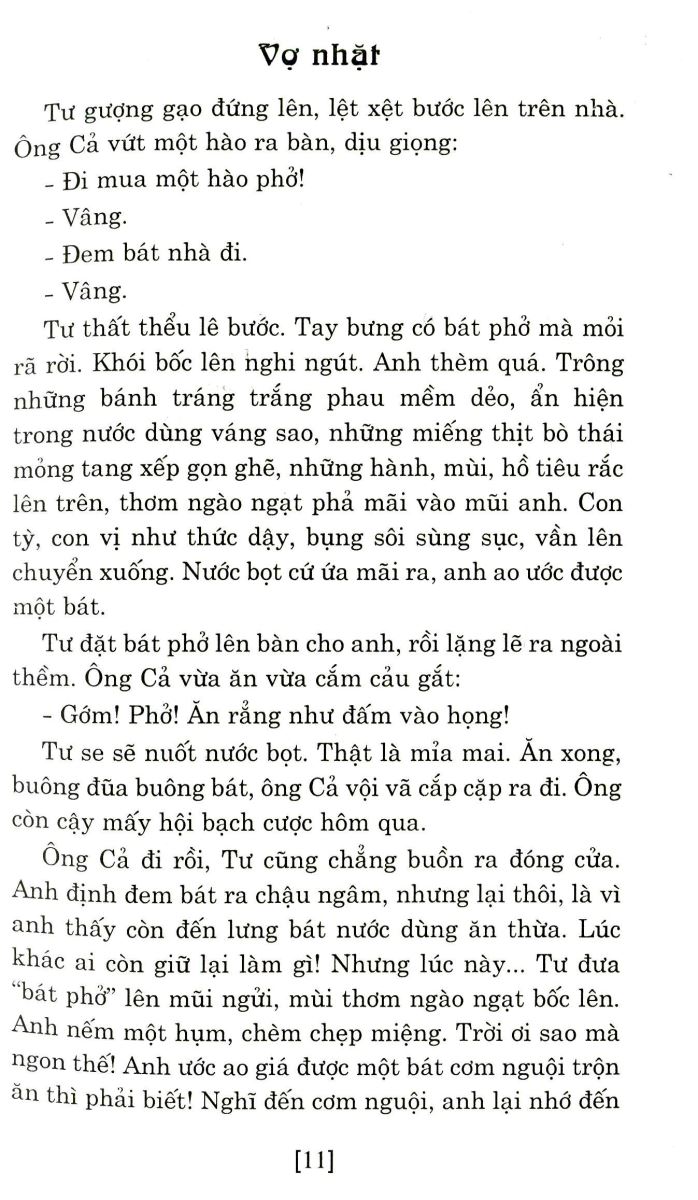 Vợ nhặt
Tư gượng gạo đứng lên, lệt xệt bước lên trên nhà.
Ông Cả vứt một hào ra bàn, dịu giọng:
- Đi mua một hào phở!
- Vâng.
- Đem bát nhà đi.
- Vâng.
Tư thất thểu lê bước. Tay bưng có bát phở mà mỏi
rã rời. Khói bốc lên nghi ngút. Anh thèm quá. Trông
những bánh tráng trắng phau mềm dẻo, ẩn hiện
trong nước dùng váng sao, những miếng thịt bò thái
mỏng tang xếp gọn ghẽ, những hành, mùi, hồ tiêu rắc
lên trên, thơm ngào ngạt phả mãi vào mũi anh. Con
tỳ, con vị như thức dậy, bụng sôi sùng sục, vần lên
chuyển xuống. Nước bọt cứ ứa mãi ra, anh ao ước được
một bát.
Tư đặt bát phở lên bàn cho anh, rồi lặng lẽ ra ngoài
thềm. Ông Cả vừa ăn vừa cắm cảu gắt:
- Gớm! Phở! Ăn rẳng như đấm vào họng!
Tư se sẽ nuốt nước bọt. Thật là mỉa mai. Ăn xong,
buông đũa buông bát, ông Cả vội vã cắp cặp ra đi. Ông
còn cậy mấy hội bạch cược hôm qua.
Ông Cả đi rồi, Tư cũng chẳng buồn ra đóng cửa.
Anh định đem bát ra chậu ngâm, nhưng lại thôi, là vì
anh thấy còn đến lưng bát nước dùng ăn thừa. Lúc
khác ai còn giữ lại làm gì! Nhưng lúc này... Tư đưa
“bát phở” lên mũi ngửi, mùi thơm ngào ngạt bốc lên.
Anh nếm một hụm, chèm chẹp miệng. Trời ơi sao mà
ngon thế! Anh ước ao giá được một bát cơm nguội trộn
ăn thì phải biết! Nghĩ đến cơm nguội, anh lại nhớ đến
[11]